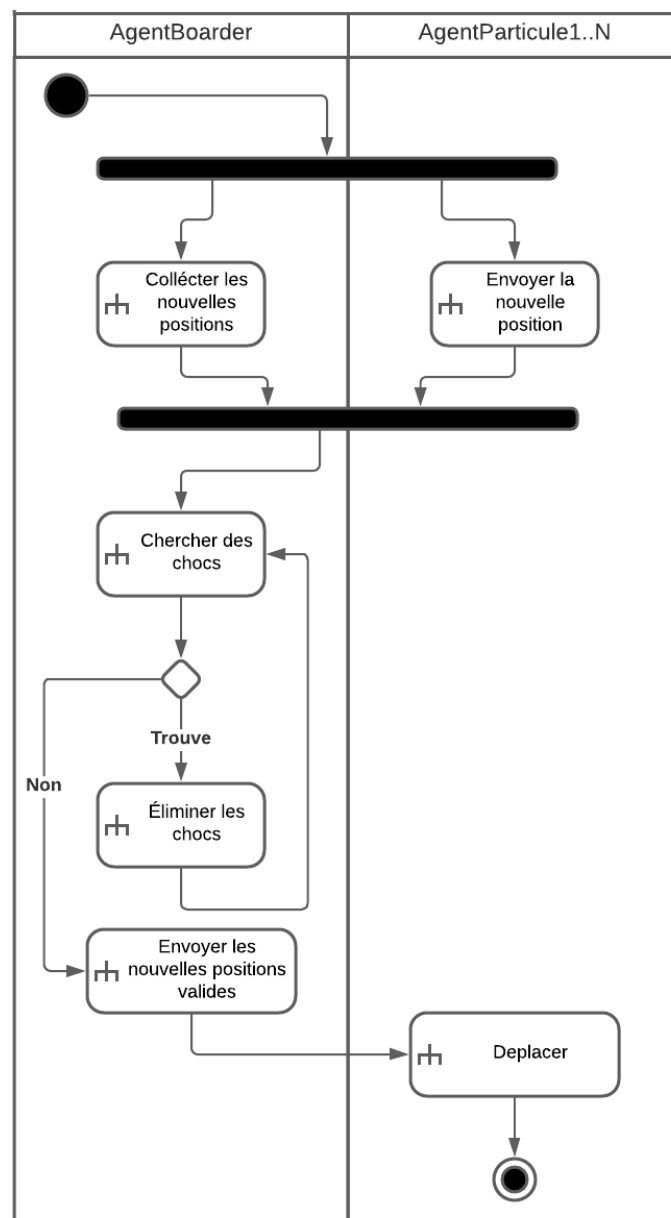 AgentBoarder
AgentParticule1..N
Collécter les
nouvelles
positions
Envoyer la
nouvelle
position
Chercher des
chocs
Trouve
Non
Éliminer les
chocs
Envoyer les
nouvelles positions
valides
Deplacer